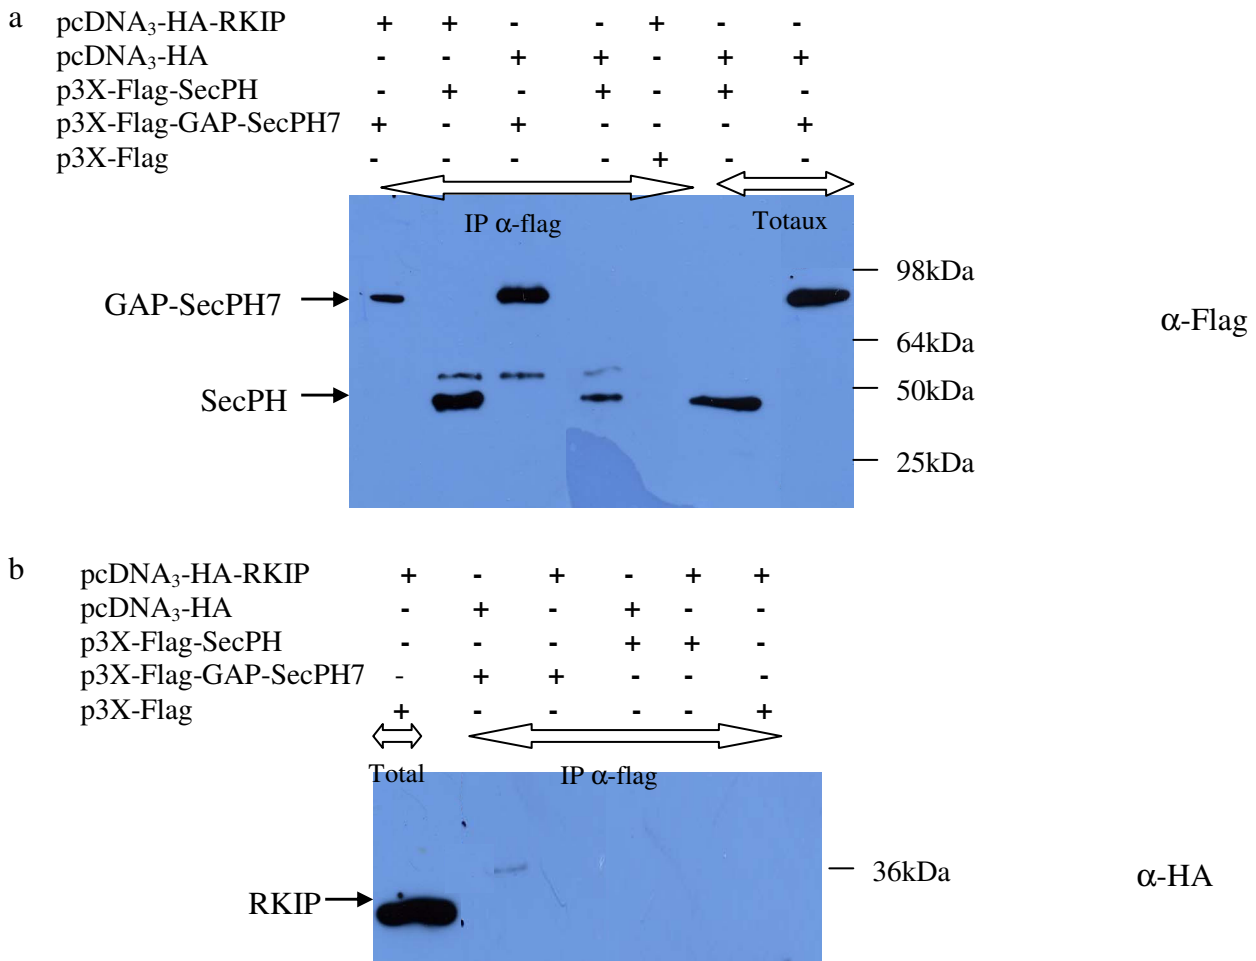 a pcDNA₃-HA-RKIP + + - - + - -
pcDNA₃-HA - - + + - + +
p3X-Flag-SecPH - + - + - + -
p3X-Flag-GAP-SecPH7 + - + - - - +
p3X-Flag - - - - + - -
IP α-flag Totaux
98kDa
GAP-SecPH7
α-Flag
64kDa
50kDa
SecPH
25kDa
b pcDNA₃-HA-RKIP + - + - + +
pcDNA₃-HA - + - + - -
p3X-Flag-SecPH - - - + + -
p3X-Flag-GAP-SecPH7 - + + - - -
p3X-Flag + - - - - +
Total IP α-flag
36kDa α-HA
RKIP